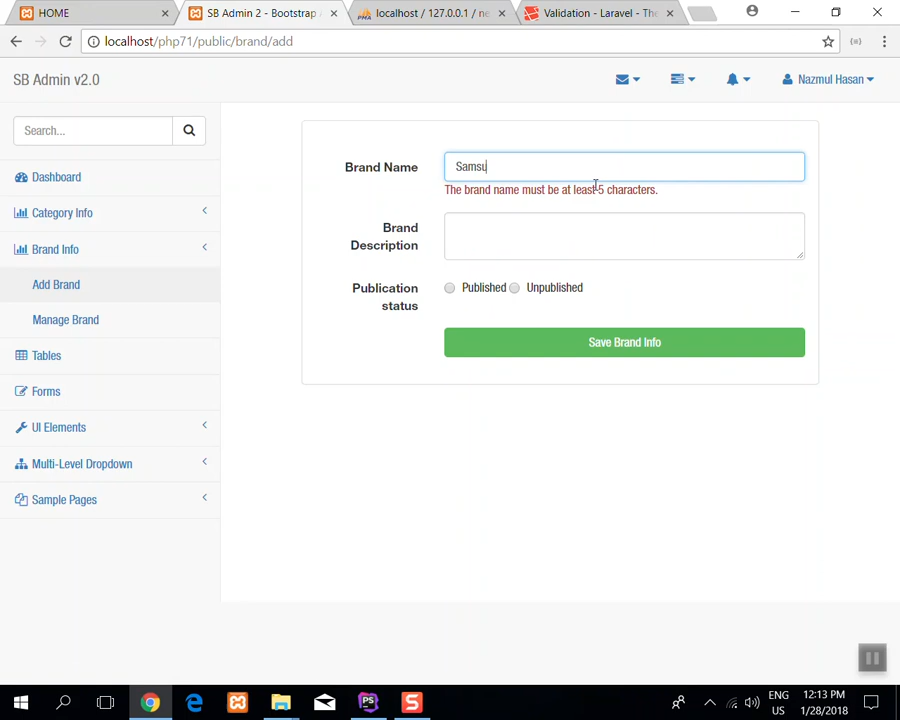 HOME
SB Admin 2 - Bootstrap A
localhost / 127.0.0.1 / ne
Validation - Laravel - The
localhost/php71/public/brand/add
SB Admin v2.0
Nazmul Hasan
Search...
Dashboard
Category Info
Brand Info
Add Brand
Manage Brand
Tables
Forms
UI Elements
Multi-Level Dropdown
Sample Pages
Brand Name
Samsu
The brand name must be at least 5 characters.
Brand
Description
Publication
status
Published
Unpublished
Save Brand Info
ENG
US
12:13 PM
1/28/2018